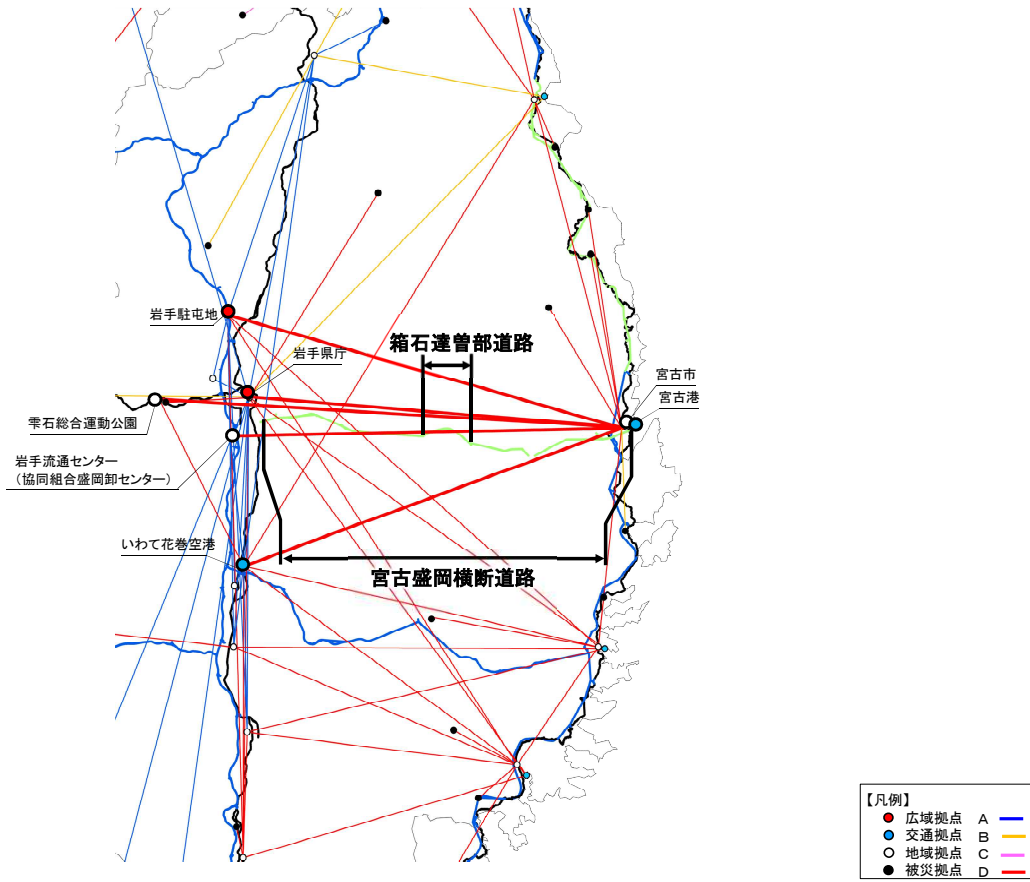 岩手駐屯地
箱石達曽部道路
岩手県庁
宮古市
宮古港
雫石総合運動公園
岩手流通センター
（協同組合盛岡卸センター）
いわて花巻空港
宮古盛岡横断道路
【凡例】
広域拠点 A
交通拠点 B
地域拠点 C
被災拠点 D